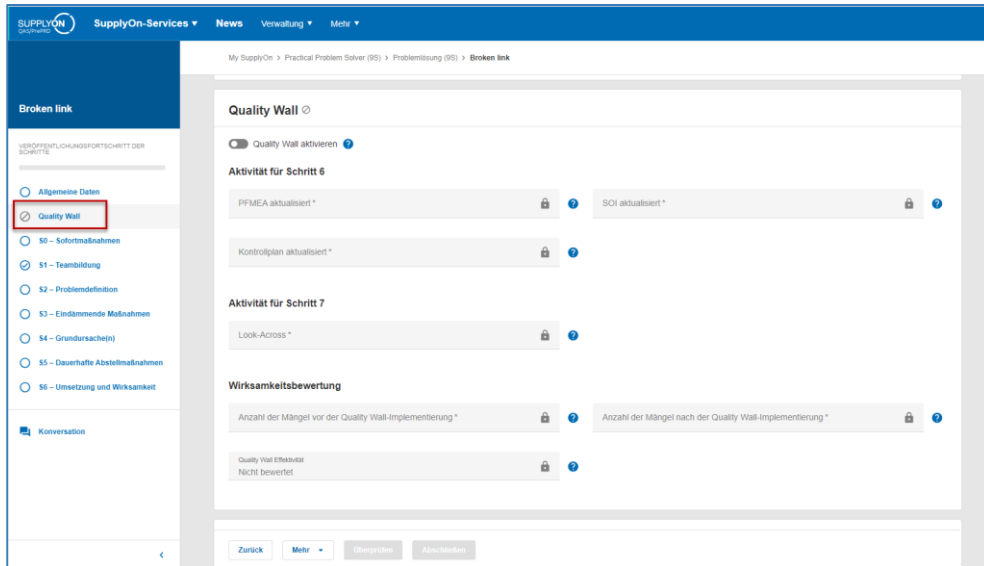 SUPPLYON
QAS/PrePRO
SupplyOn-Services
News
Verwaltung
Mehr
My SupplyOn > Practical Problem Solver (9S) > Problemlösung (9S) > Broken link
Broken link
VERÖFFENTLICHUNGSFORTSCHRITT DER
SCHRITTE
Allgemeine Daten
Quality Wall
S0 – Sofortmaßnahmen
S1 – Teambildung
S2 – Problemdefinition
S3 – Eindämmende Maßnahmen
S4 – Grundursache(n)
S5 – Dauerhafte Abstellmaßnahmen
S6 – Umsetzung und Wirksamkeit
Konversation
Quality Wall
Quality Wall aktivieren
Aktivität für Schritt 6
PFMEA aktualisiert *
SOI aktualisiert *
Kontrollplan aktualisiert *
Aktivität für Schritt 7
Look-Across *
Wirksamkeitsbewertung
Anzahl der Mängel vor der Quality Wall-Implementierung *
Anzahl der Mängel nach der Quality Wall-Implementierung *
Quality Wall Effektivität
Nicht bewertet
Zurück
Mehr
Überprüfen
Abschließen